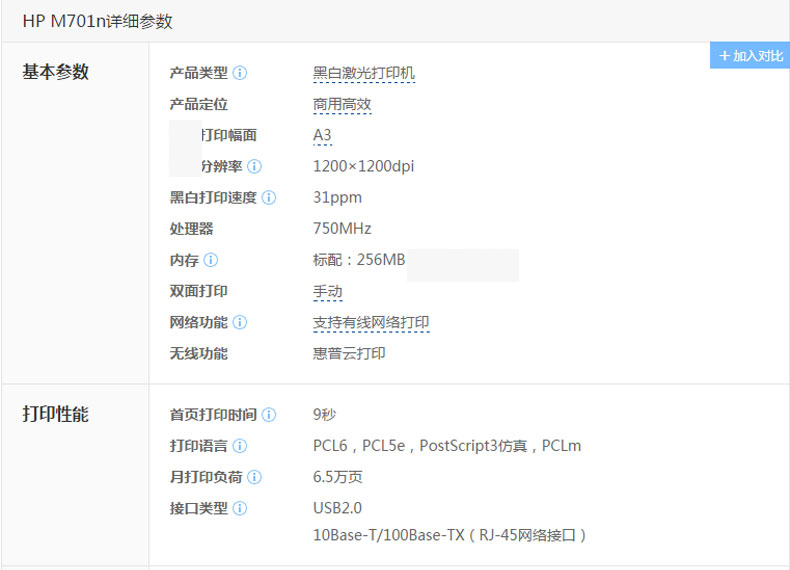 HP M701n详细参数
+ 加入对比
基本参数
产品类型 黑白激光打印机
产品定位 商用高效
打印幅面 A3
分辨率 1200×1200dpi
黑白打印速度 31ppm
处理器 750MHz
内存 标配：256MB
双面打印 手动
网络功能 支持有线网络打印
无线功能 惠普云打印
打印性能
首页打印时间 9秒
打印语言 PCL6，PCL5e，PostScript3仿真，PCLm
月打印负荷 6.5万页
接口类型 USB2.0
10Base-T/100Base-TX（RJ-45网络接口）